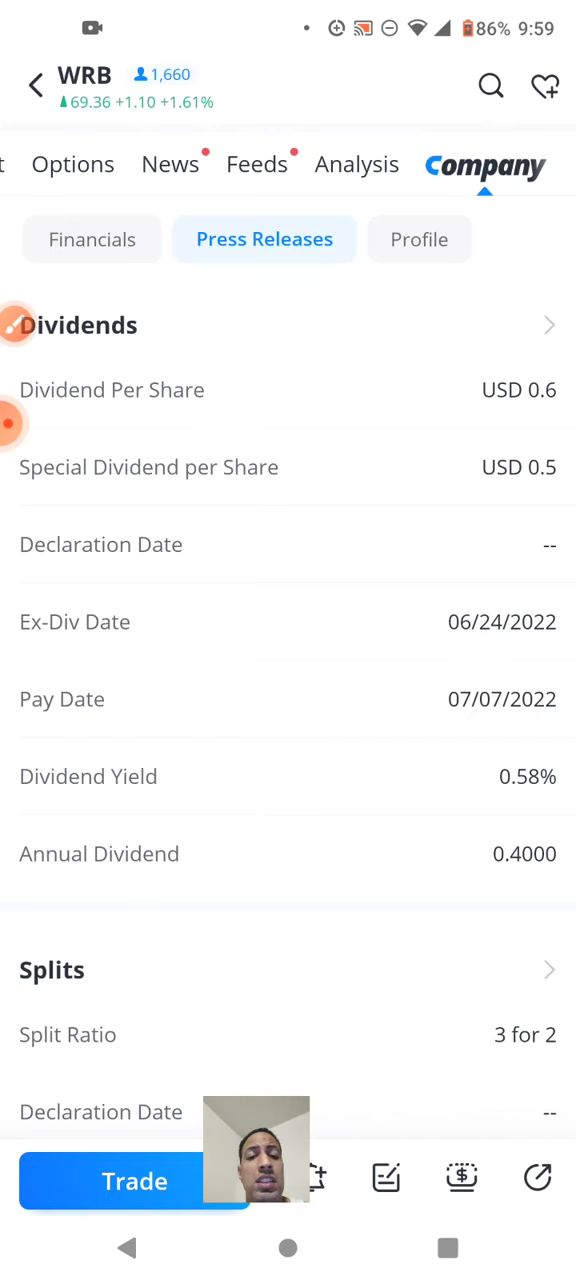 86% 9:59
WRB 1,660
69.36 +1.10 +1.61%
t Options News Feeds Analysis Company
Financials Press Releases Profile
Dividends
Dividend Per Share USD 0.6
Special Dividend per Share USD 0.5
Declaration Date --
Ex-Div Date 06/24/2022
Pay Date 07/07/2022
Dividend Yield 0.58%
Annual Dividend 0.4000
Splits
Split Ratio 3 for 2
Declaration Date --
Trade